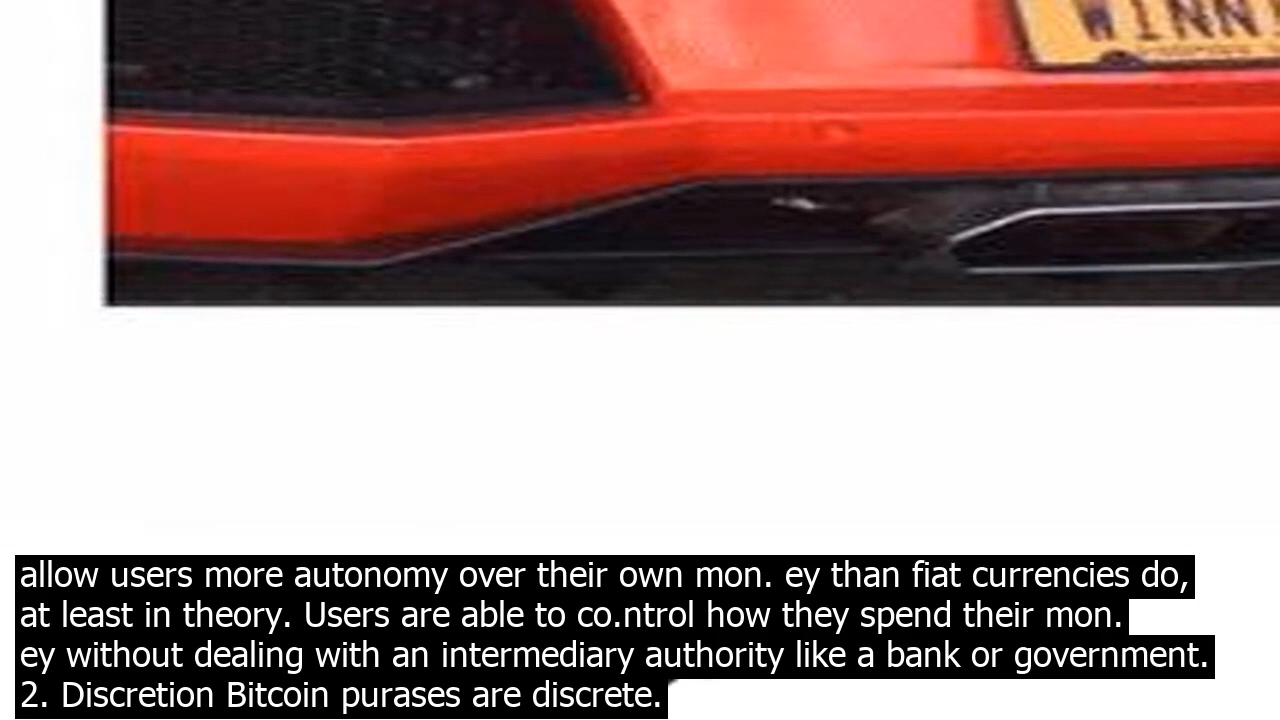 WINN
allow users more autonomy over their own mon. ey than fiat currencies do,
at least in theory. Users are able to co.ntrol how they spend their mon.
ey without dealing with an intermediary authority like a bank or government.
2. Discretion Bitcoin purases are discrete.